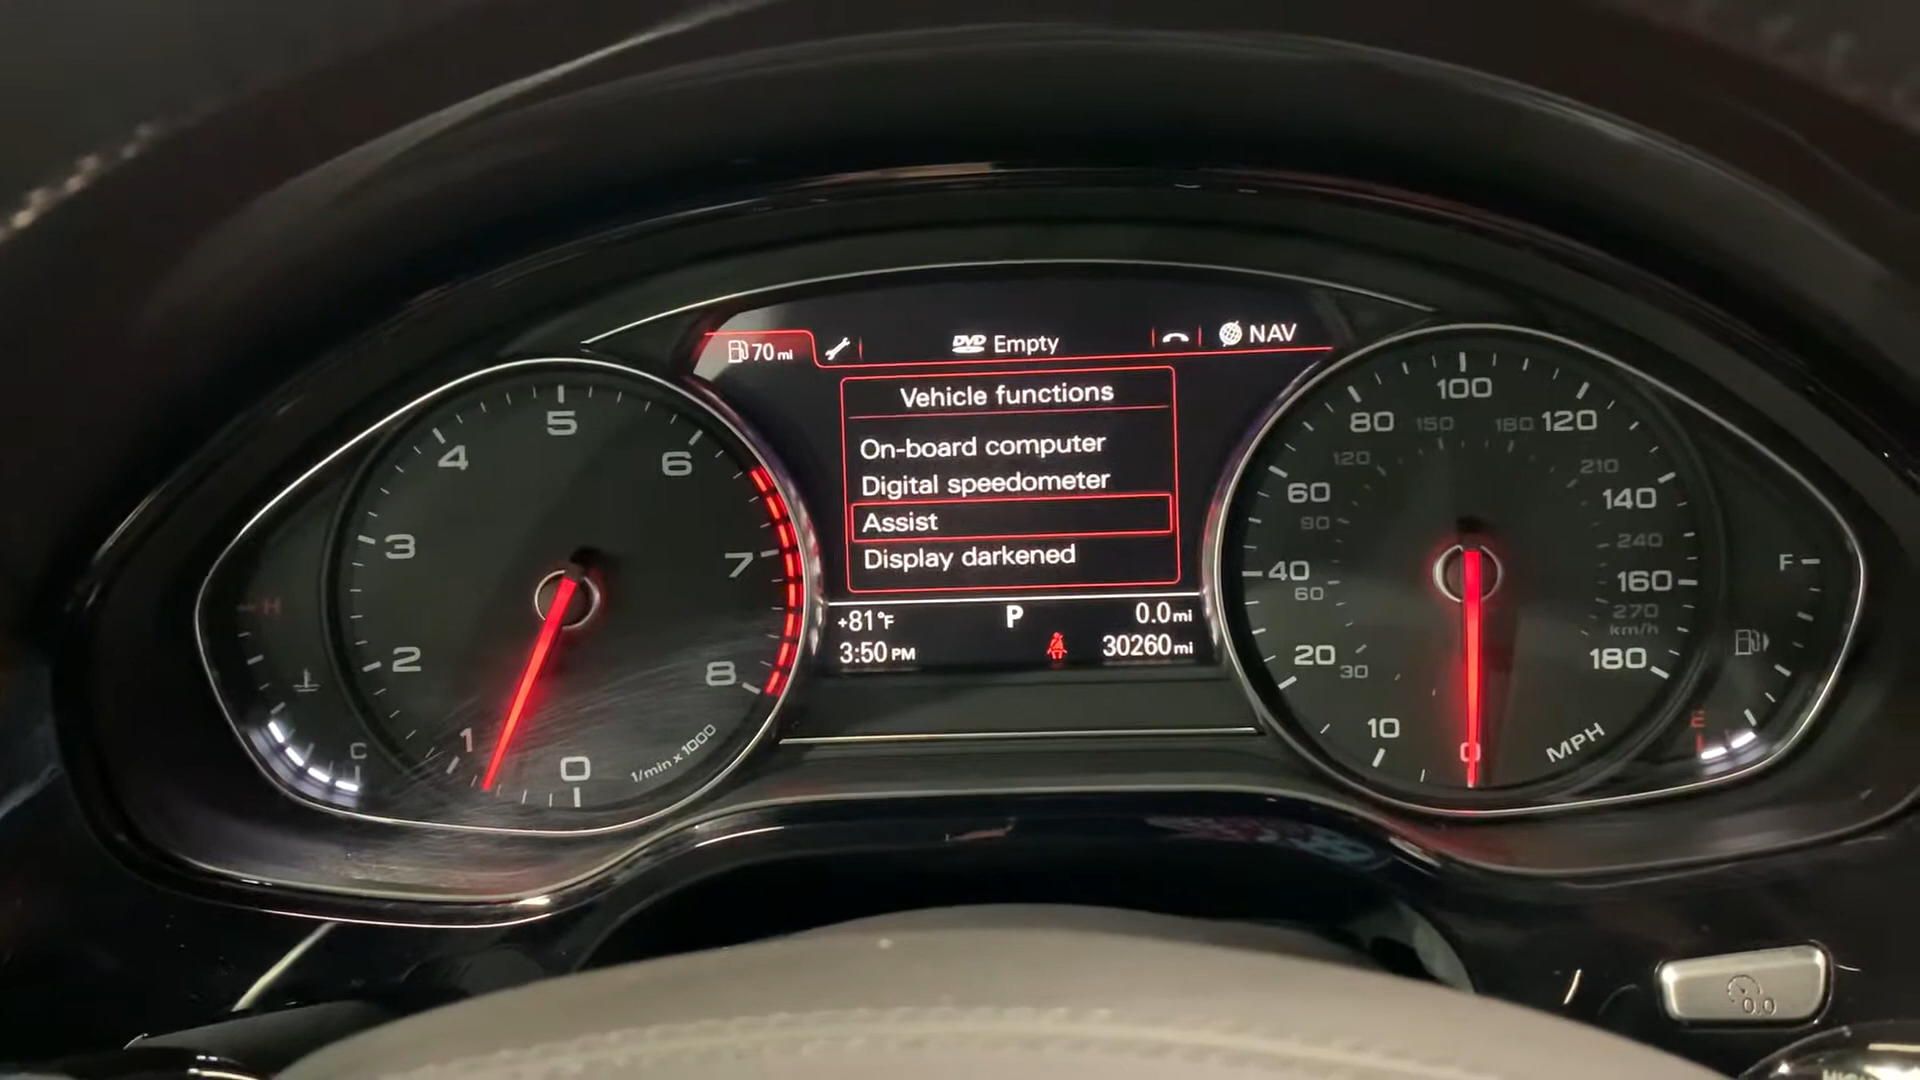 70 mi
DVD Empty
NAV
Vehicle functions
On-board computer
Digital speedometer
Assist
Display darkened
+81°F
P
0.0 mi
3:50 PM
30260 mi
0
1
2
3
4
5
6
7
8
1/min x 1000
H
C
0
10
20
40
60
80
100
120
140
160
180
MPH
30
60
90
120
150
180
210
240
270
km/h
F
E
0.0